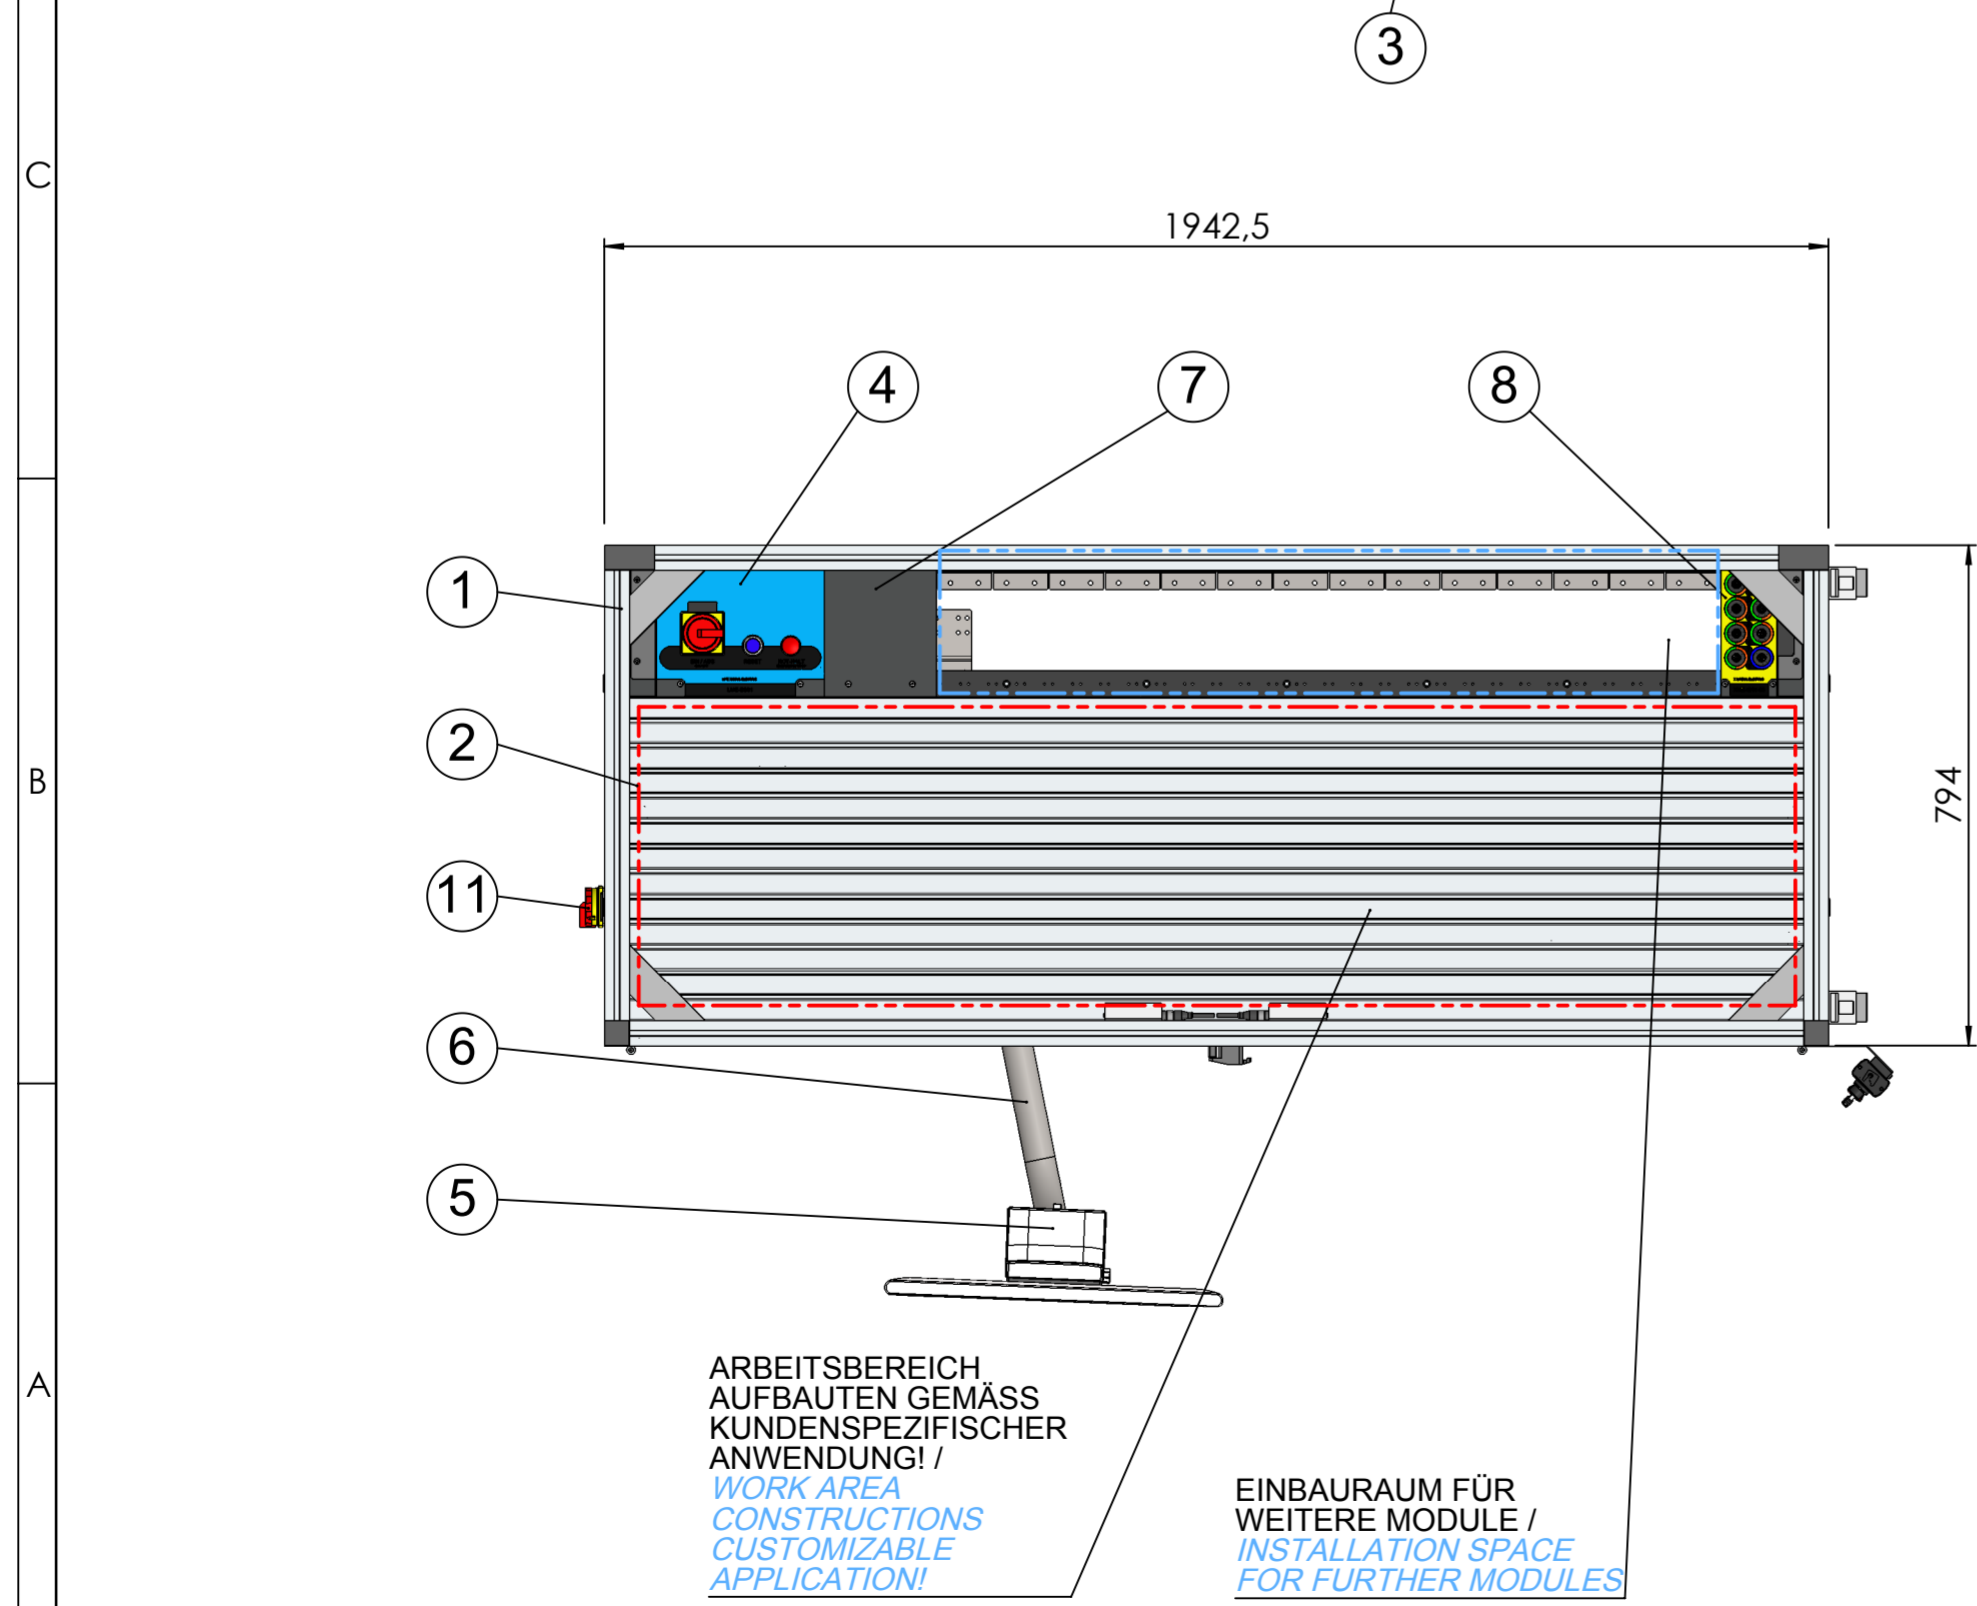 3
C
1942,5
4
7
8
1
2
B
794
11
6
5
A
ARBEITSBEREICH
AUFBAUTEN GEMÄSS
KUNDENSPEZIFISCHER
ANWENDUNG! /
WORK AREA
CONSTRUCTIONS
CUSTOMIZABLE
APPLICATION!
EINBAURAUM FÜR
WEITERE MODULE /
INSTALLATION SPACE
FOR FURTHER MODULES